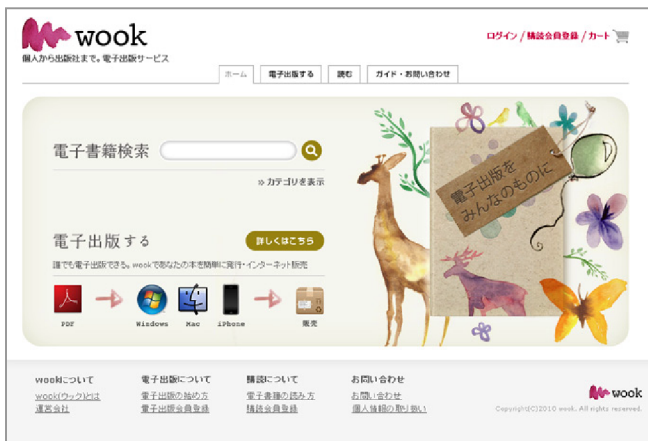 wook
個人から出版社まで。電子出版サービス
ログイン / 購読会員登録 / カート
ホーム 電子出版する 読む ガイド・お問い合わせ
電子書籍検索
» カテゴリを表示
電子出版を
みんなのものに
電子出版する
詳しくはこちら
誰でも電子出版できる。wookであなたの本を簡単に発行・インターネット販売
PDF Windows Mac iPhone 販売
wookについて 電子出版について 購読について お問い合わせ
wook(ウック)とは 電子出版の始め方 電子書籍の読み方 お問い合わせ
運営会社 電子出版会員登録 購読会員登録 個人情報の取り扱い
wook
Copyright(C)2010 wook. All rights reserved.